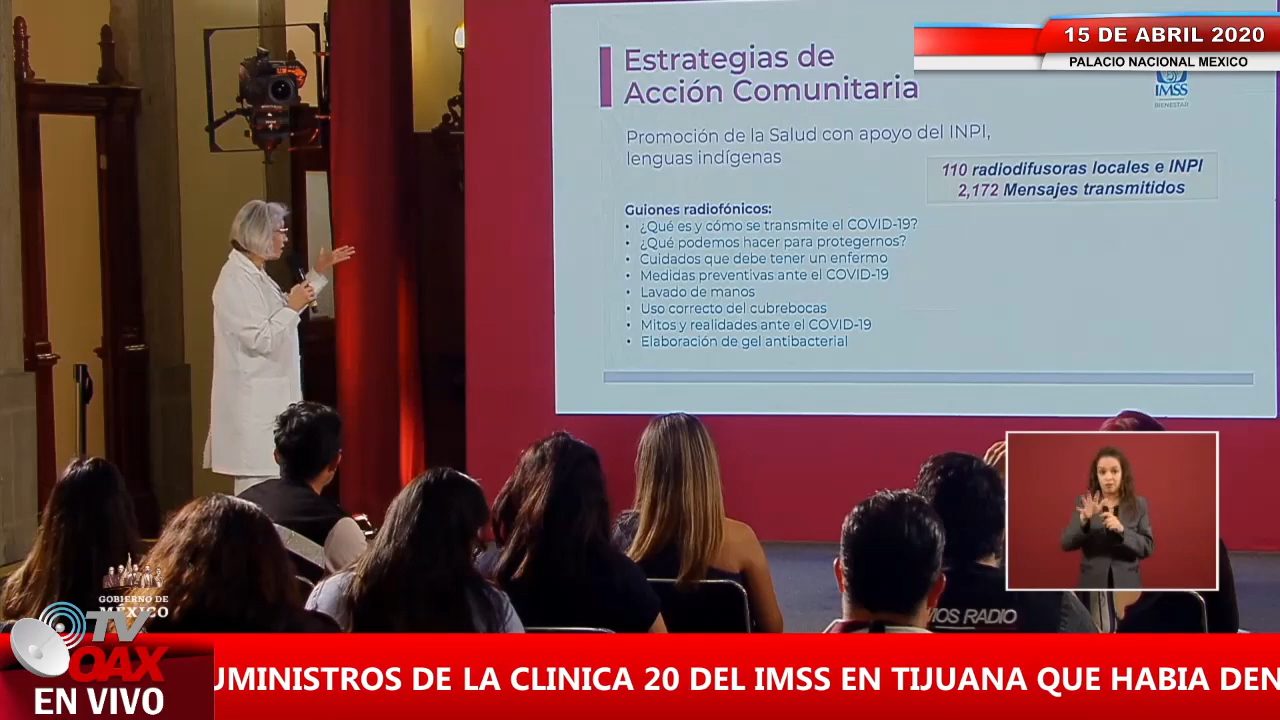 15 DE ABRIL 2020
PALACIO NACIONAL MEXICO
Estrategias de
Acción Comunitaria
IMSS
BIENESTAR
Promoción de la Salud con apoyo del INPI,
lenguas indígenas
110 radiodifusoras locales e INPI
2,172 Mensajes transmitidos
Guiones radiofónicos:
• ¿Qué es y cómo se transmite el COVID-19?
• ¿Qué podemos hacer para protegernos?
• Cuidados que debe tener un enfermo
• Medidas preventivas ante el COVID-19
• Lavado de manos
• Uso correcto del cubrebocas
• Mitos y realidades ante el COVID-19
• Elaboración de gel antibacterial
GOBIERNO DE
MÉXICO
MOS RADIO
TV
OAX
EN VIVO
UMINISTROS DE LA CLINICA 20 DEL IMSS EN TIJUANA QUE HABIA DEN